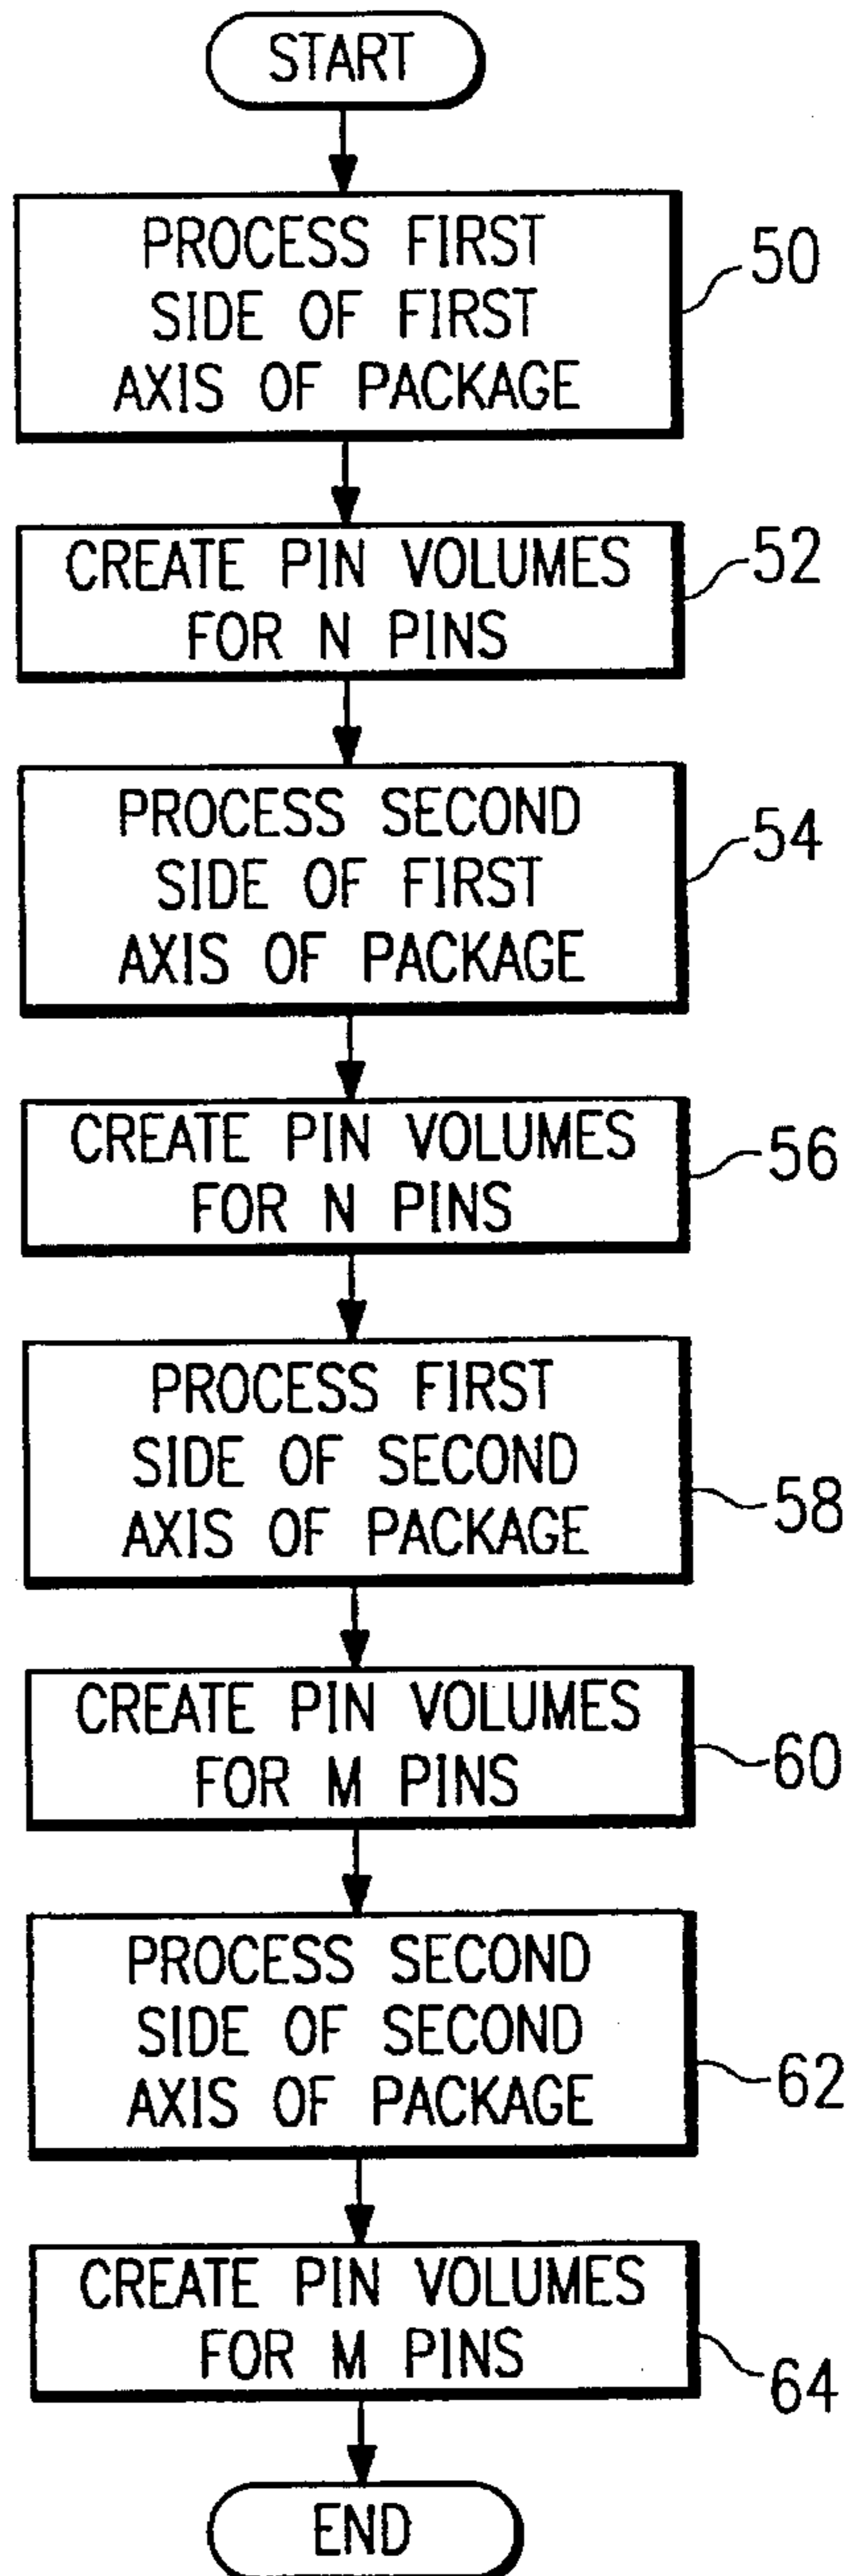 START
PROCESS FIRST
SIDE OF FIRST
AXIS OF PACKAGE
50
CREATE PIN VOLUMES
FOR N PINS
52
PROCESS SECOND
SIDE OF FIRST
AXIS OF PACKAGE
54
CREATE PIN VOLUMES
FOR N PINS
56
PROCESS FIRST
SIDE OF SECOND
AXIS OF PACKAGE
58
CREATE PIN VOLUMES
FOR M PINS
60
PROCESS SECOND
SIDE OF SECOND
AXIS OF PACKAGE
62
CREATE PIN VOLUMES
FOR M PINS
64
END